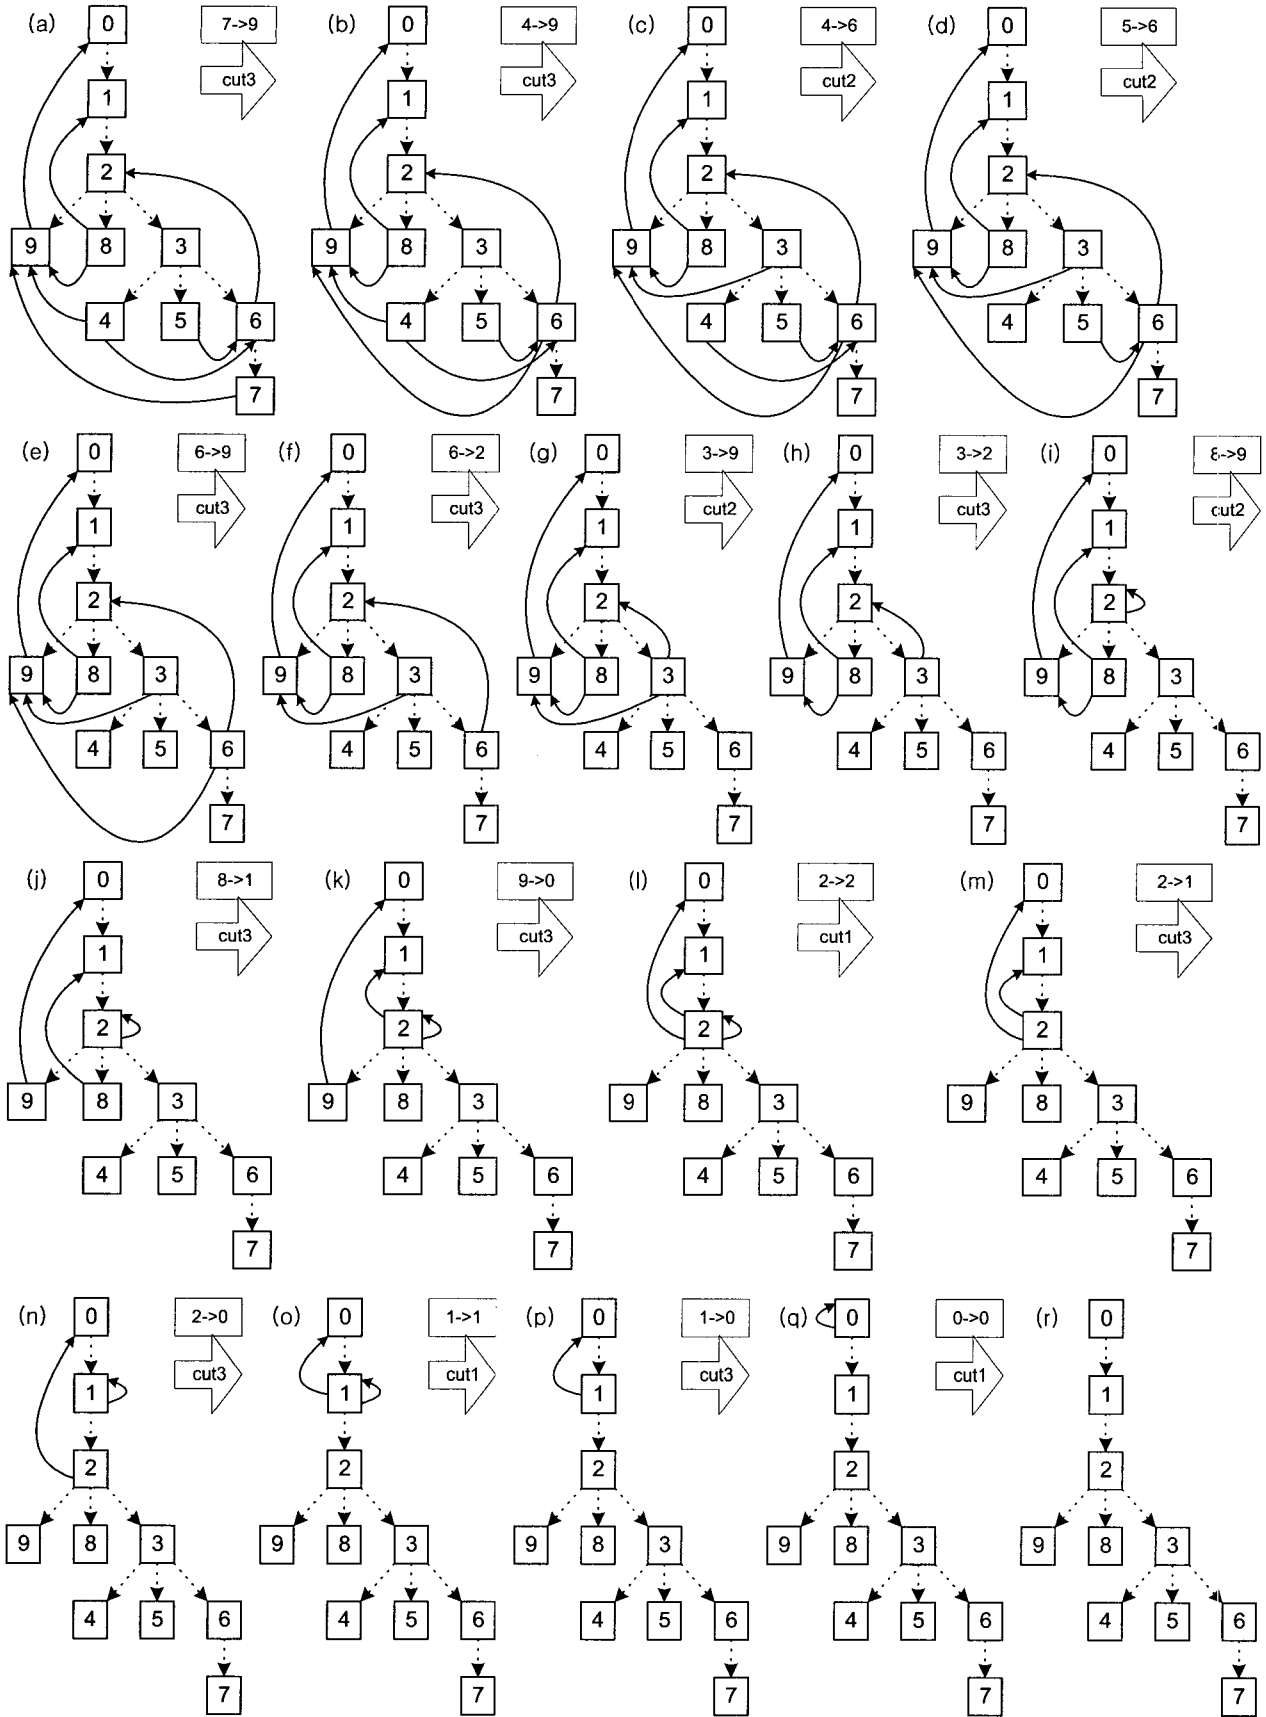 (a) 0 7->9 (b) 0 4->9 (c) 0 4->6 (d) 0 5->6
cut3 cut3 cut2 cut2
1 1 1 1
2 2 2 2
9 8 3 9 8 3 9 8 3 9 8 3
4 5 6 4 5 6 4 5 6 4 5 6
7 7 7 7
(e) 0 6->9 (f) 0 6->2 (g) 0 3->9 (h) 0 3->2 (i) 0 8->9
cut3 cut3 cut2 cut3 cut2
1 1 1 1 1
2 2 2 2 2
9 8 3 9 8 3 9 8 3 9 8 3 9 8 3
4 5 6 4 5 6 4 5 6 4 5 6 4 5 6
7 7 7 7 7
(j) 0 8->1 (k) 0 9->0 (l) 0 2->2 (m) 0 2->1
cut3 cut3 cut1 cut3
1 1 1 1
2 2 2 2
9 8 3 9 8 3 9 8 3 9 8 3
4 5 6 4 5 6 4 5 6 4 5 6
7 7 7 7
(n) 0 2->0 (o) 0 1->1 (p) 0 1->0 (q) 0 0->0 (r) 0
cut3 cut1 cut3 cut1
1 1 1 1 1
2 2 2 2 2
9 8 3 9 8 3 9 8 3 9 8 3 9 8 3
4 5 6 4 5 6 4 5 6 4 5 6 4 5 6
7 7 7 7 7